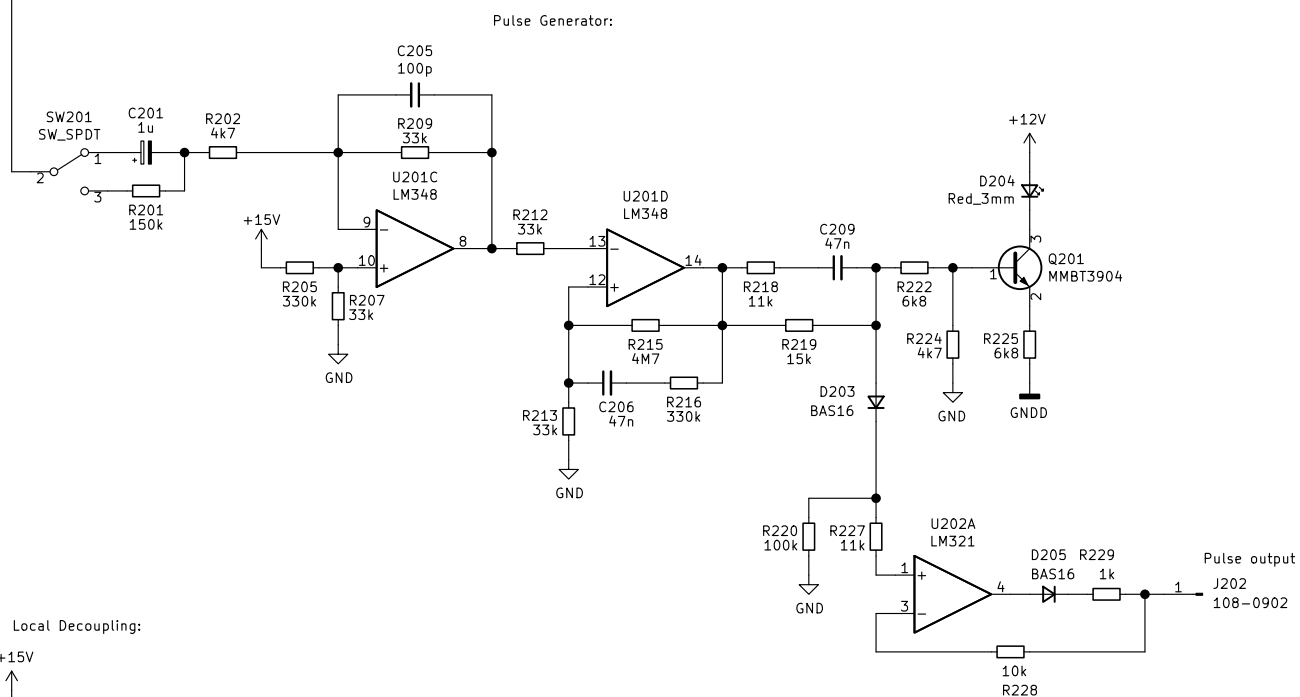 Pulse Generator:
C205
100p
SW201
SW_SPDT
C201
1u
+
R202
4k7
R209
33k
1
2
3
R201
150k
U201C
LM348
9
-
8
10
+
+15V
R205
330k
R207
33k
GND
R212
33k
U201D
LM348
13
-
14
12
+
R215
4M7
C206
47n
R216
330k
R213
33k
GND
R218
11k
C209
47n
R219
15k
R222
6k8
R224
4k7
GND
+12V
D204
Red_3mm
3
Q201
MMBT3904
1
2
R225
6k8
GNDD
D203
BAS16
R220
100k
GND
R227
11k
U202A
LM321
1
+
3
-
4
D205
BAS16
R229
1k
Pulse output
1
J202
108-0902
10k
R228
Local Decoupling:
+15V